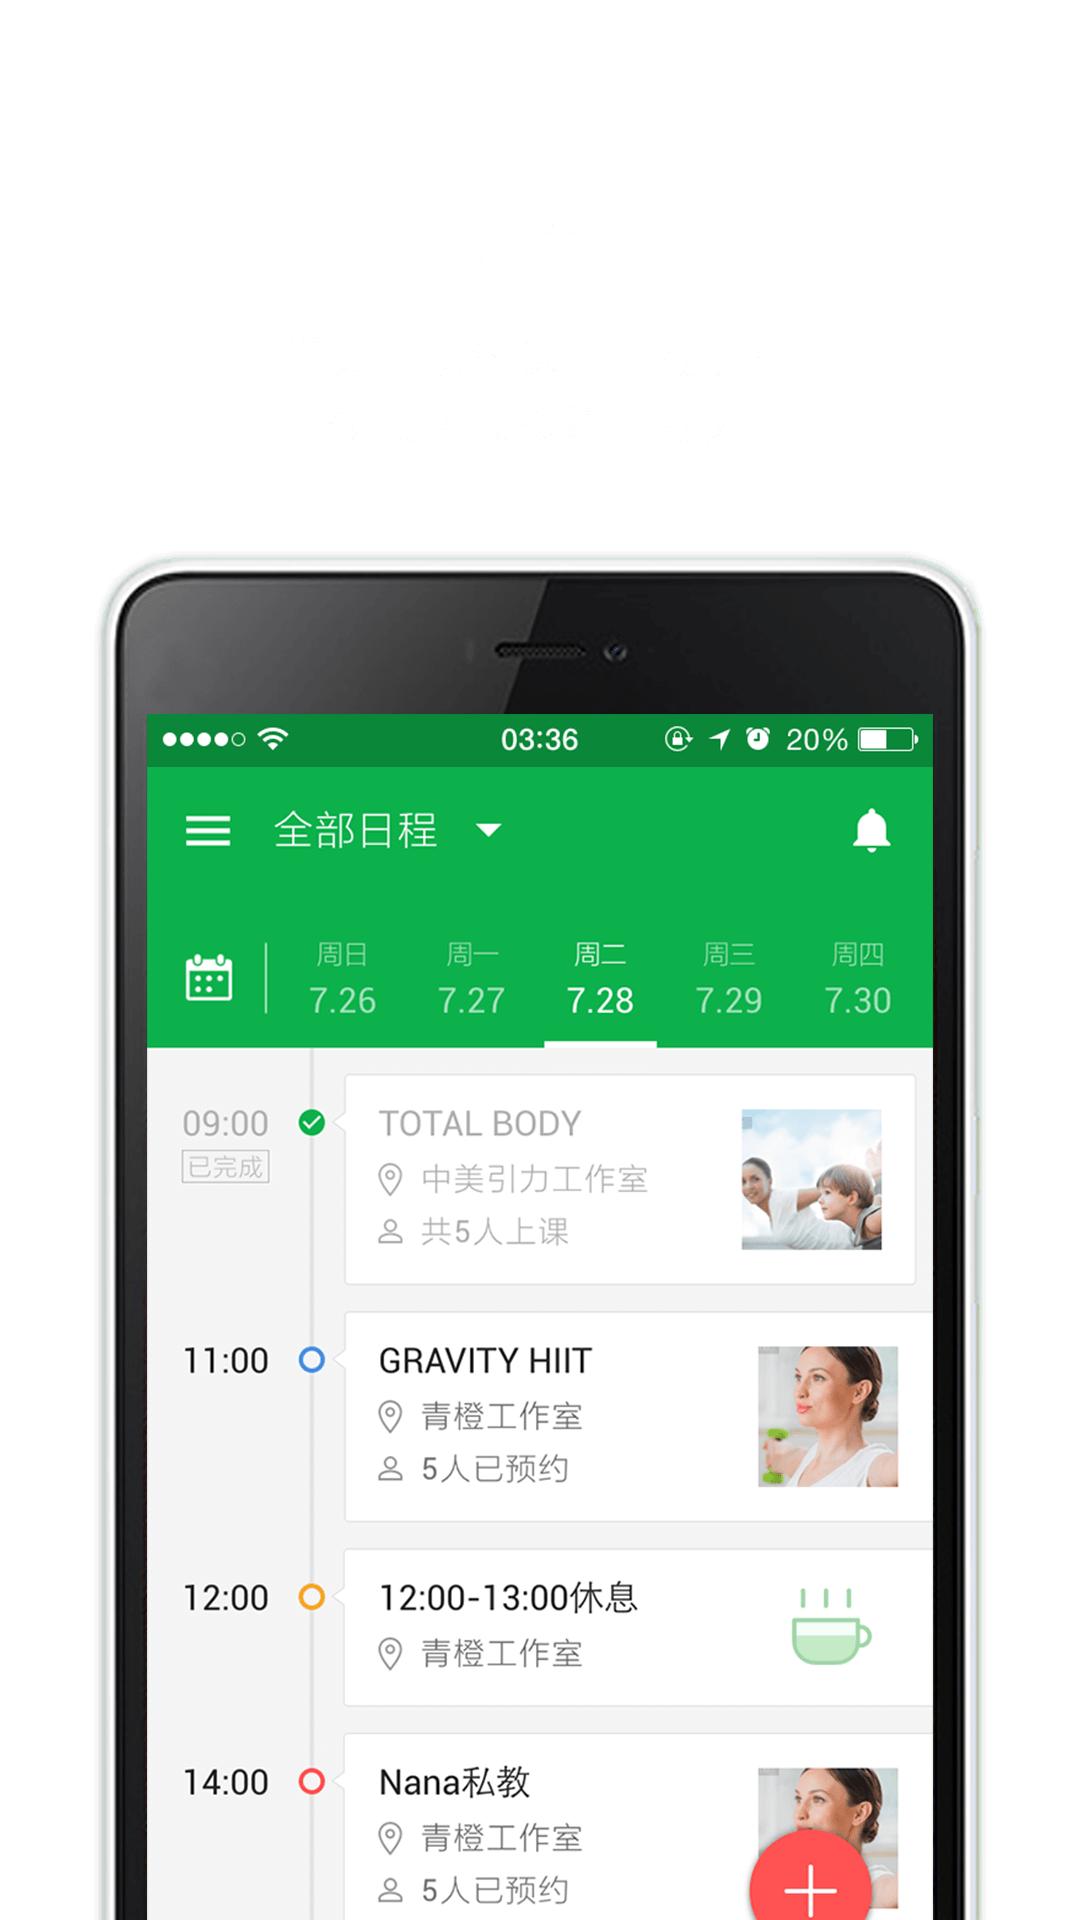 03:36 20%
全部日程
周日 周一 周二 周三 周四
7.26 7.27 7.28 7.29 7.30
09:00 TOTAL BODY
已完成 中美引力工作室
共5人上课
11:00 GRAVITY HIIT
青橙工作室
5人已预约
12:00 12:00-13:00休息
青橙工作室
14:00 Nana私教
青橙工作室
5人已预约